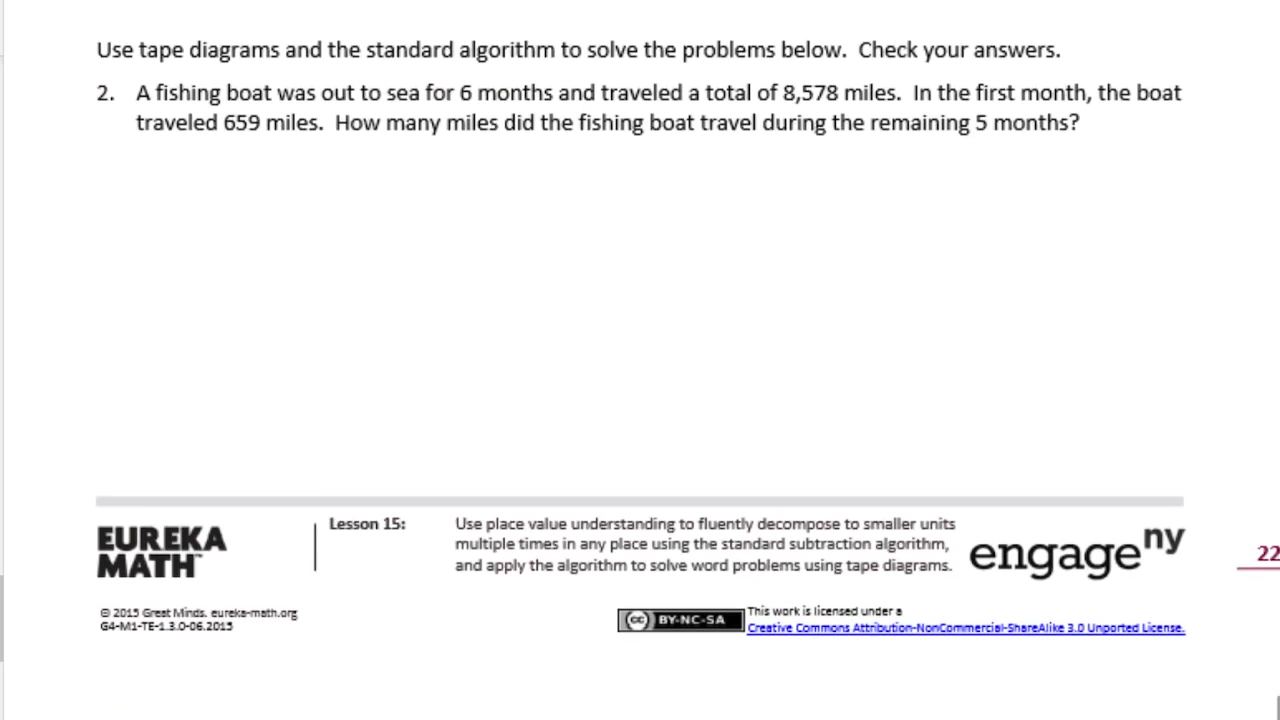 Use tape diagrams and the standard algorithm to solve the problems below.  Check your answers.
2.   A fishing boat was out to sea for 6 months and traveled a total of 8,578 miles.  In the first month, the boat
traveled 659 miles.  How many miles did the fishing boat travel during the remaining 5 months?
EUREKA
MATH™
Lesson 15:
Use place value understanding to fluently decompose to smaller units
multiple times in any place using the standard subtraction algorithm,
and apply the algorithm to solve word problems using tape diagrams.
engageny
22
© 2015 Great Minds. eureka-math.org
G4-M1-TE-1.3.0-06.2015
cc BY-NC-SA
This work is licensed under a
Creative Commons Attribution-NonCommercial-ShareAlike 3.0 Unported License.